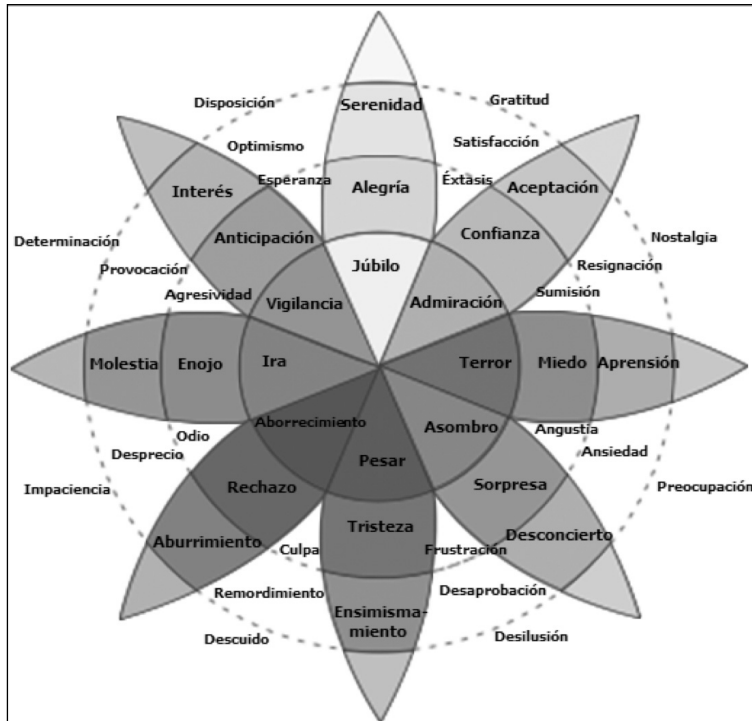 Disposición
Serenidad
Gratitud
Optimismo
Satisfacción
Interés
Esperanza
Alegría
Éxtasis
Aceptación
Determinación
Anticipación
Confianza
Nostalgia
Provocación
Júbilo
Resignación
Agresividad
Vigilancia
Admiración
Sumisión
Molestia
Enojo
Ira
Terror
Miedo
Aprensión
Odio
Aborrecimiento
Asombro
Angustia
Desprecio
Pesar
Ansiedad
Impaciencia
Rechazo
Sorpresa
Preocupación
Aburrimiento
Tristeza
Desconcierto
Culpa
Frustración
Remordimiento
Ensimisma-
miento
Desaprobación
Descuido
Desilusión